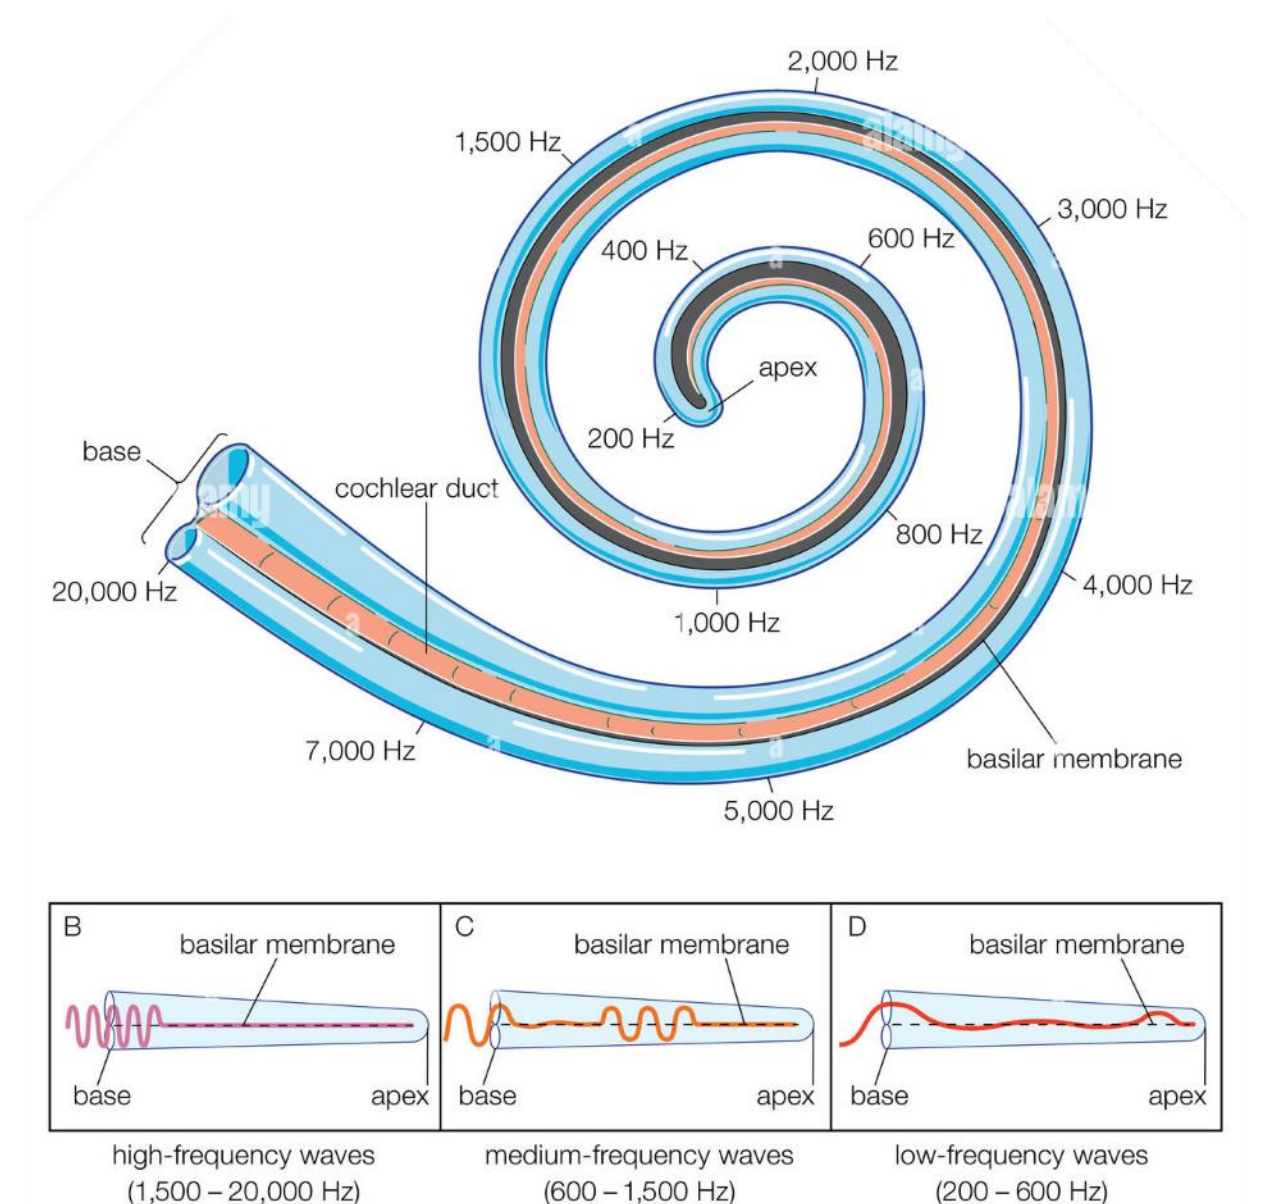 2,000 Hz
1,500 Hz
3,000 Hz
600 Hz
400 Hz
apex
200 Hz
base
cochlear duct
800 Hz
20,000 Hz
4,000 Hz
1,000 Hz
7,000 Hz
basilar membrane
5,000 Hz
alamy
a
a
a
a
amy
alam
a
a
a
B
basilar membrane
base
apex
high-frequency waves
(1,500 – 20,000 Hz)
C
basilar membrane
base
apex
medium-frequency waves
(600 – 1,500 Hz)
D
basilar membrane
base
apex
low-frequency waves
(200 – 600 Hz)